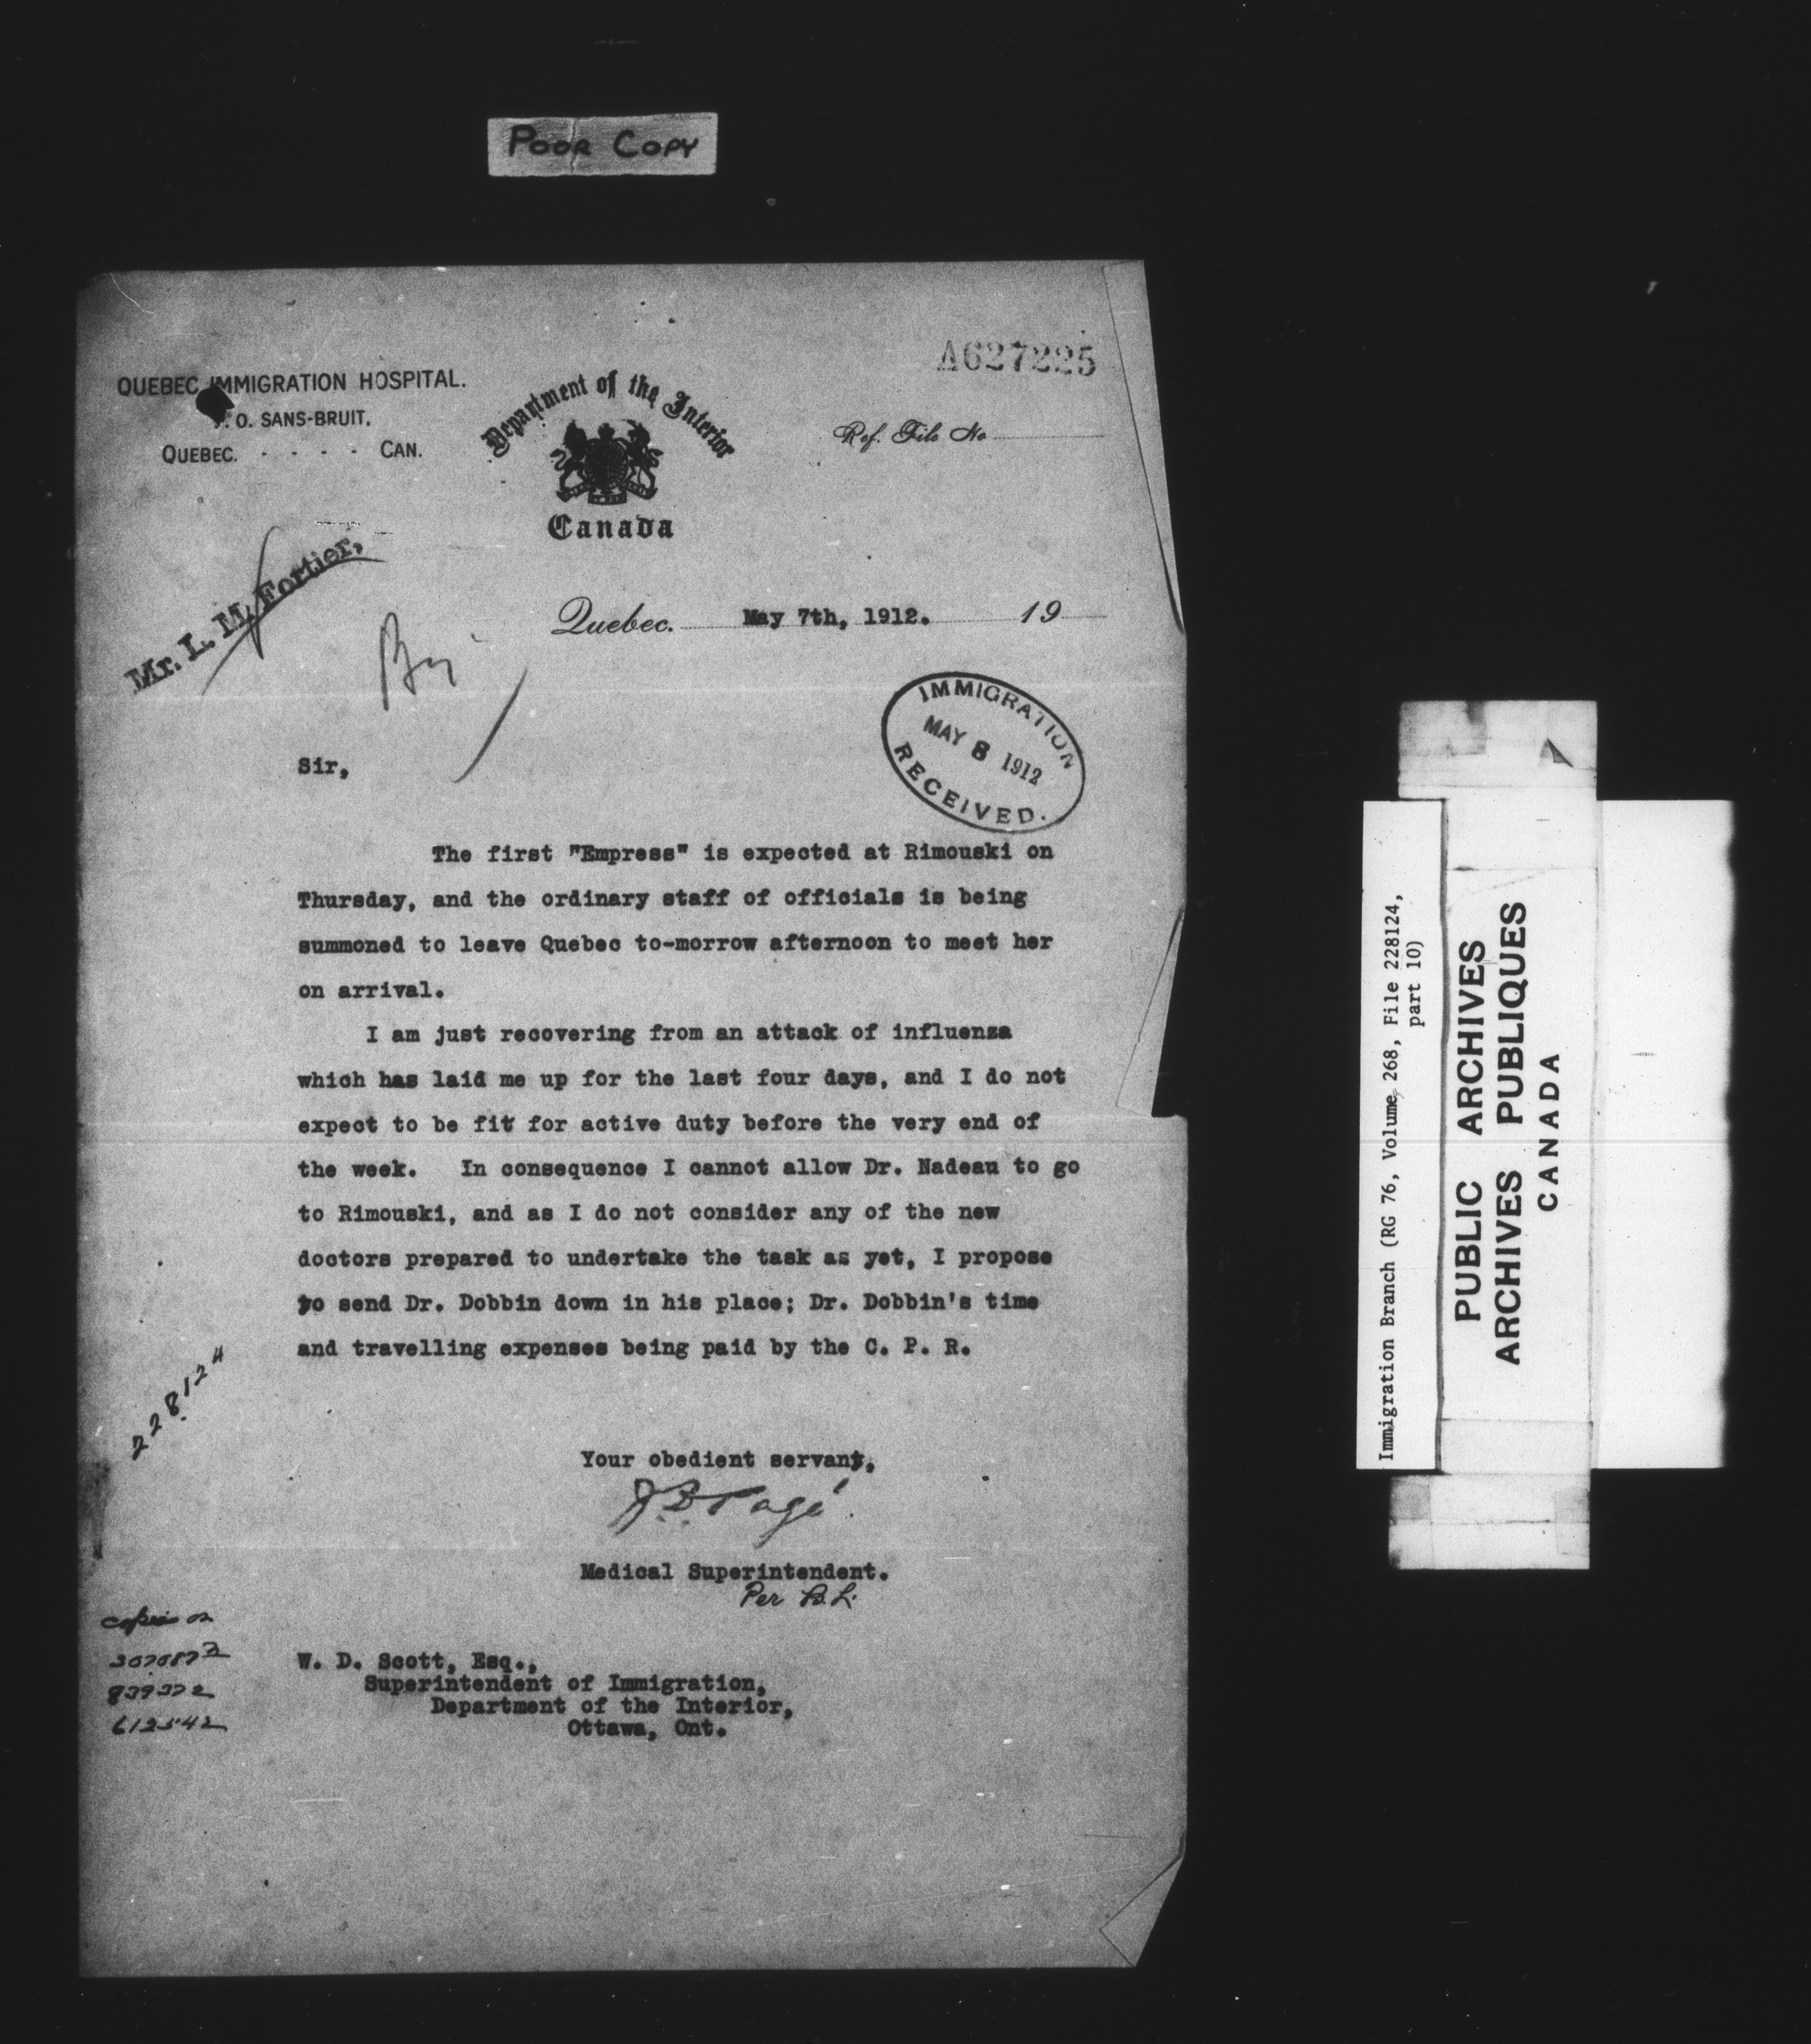 POOR COPY
A627225
QUEBEC IMMIGRATION HOSPITAL.
P. O. SANS-BRUIT.
QUEBEC. - - - - CAN.
Department of the Interior
Canada
Ref. File No
Mr. L. M. Fortier,
Quebec. May 7th, 1912. 19
IMMIGRATION
MAY 8 1912
RECEIVED.
Sir,
The first "Empress" is expected at Rimouski on
Thursday, and the ordinary staff of officials is being
summoned to leave Quebec to-morrow afternoon to meet her
on arrival.
I am just recovering from an attack of influenza
which has laid me up for the last four days, and I do not
expect to be fit for active duty before the very end of
the week. In consequence I cannot allow Dr. Nadeau to go
to Rimouski, and as I do not consider any of the new
doctors prepared to undertake the task as yet, I propose
to send Dr. Dobbin down in his place; Dr. Dobbin's time
and travelling expenses being paid by the C. P. R.
228124
Your obedient servant,
J. D. Pagé.
Medical Superintendent.
Per B.L.
W. D. Scott, Esq.,
Superintendent of Immigration,
Department of the Interior,
Ottawa, Ont.
copies on
839372
612542
Immigration Branch (RG 76, Volume 268, File 228124,
part 10)
PUBLIC ARCHIVES
ARCHIVES PUBLIQUES
CANADA